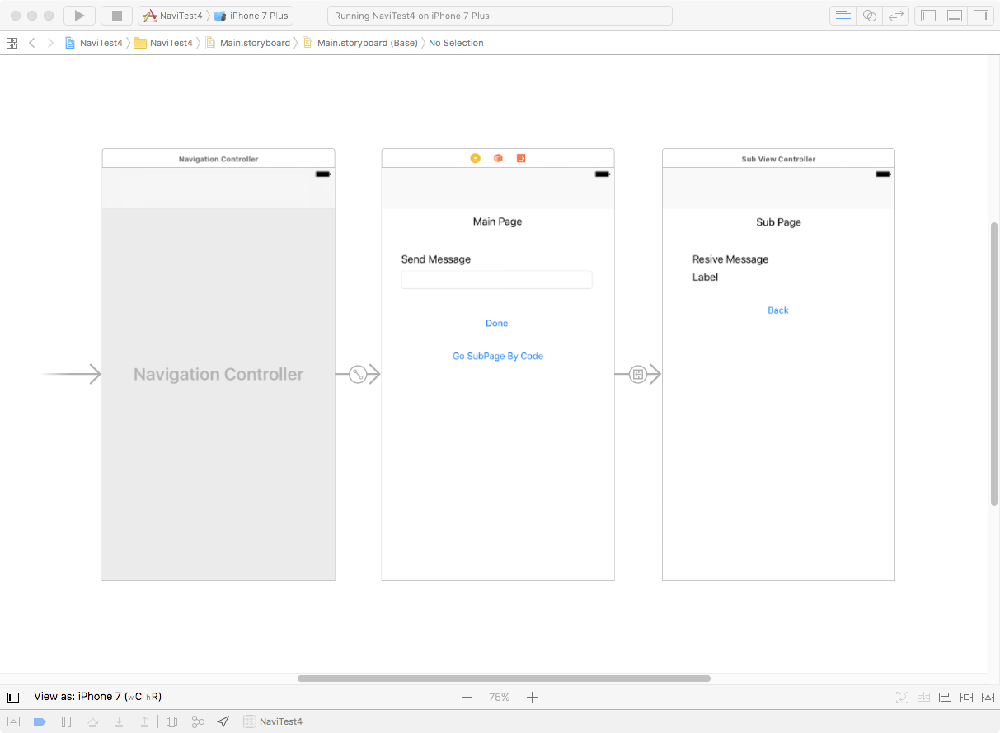 NaviTest4 iPhone 7 Plus Running NaviTest4 on iPhone 7 Plus
NaviTest4 NaviTest4 Main.storyboard Main.storyboard (Base) No Selection
Navigation Controller
Navigation Controller
Main Page
Send Message
Done
Go SubPage By Code
Sub View Controller
Sub Page
Resive Message
Label
Back
View as: iPhone 7 (wC hR) 75%
NaviTest4